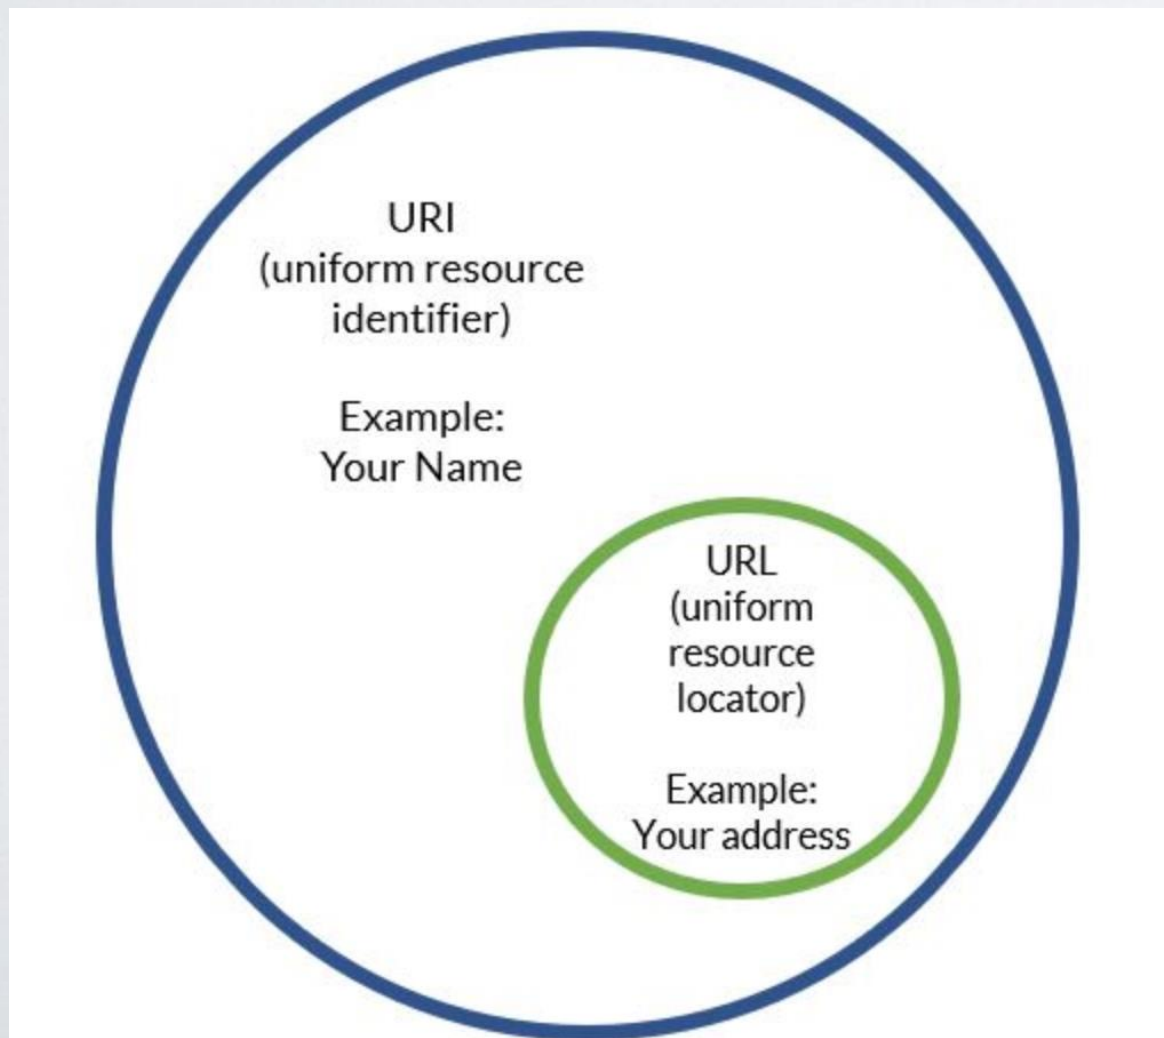 URI
(uniform resource
identifier)
Example:
Your Name
URL
(uniform
resource
locator)
Example:
Your address